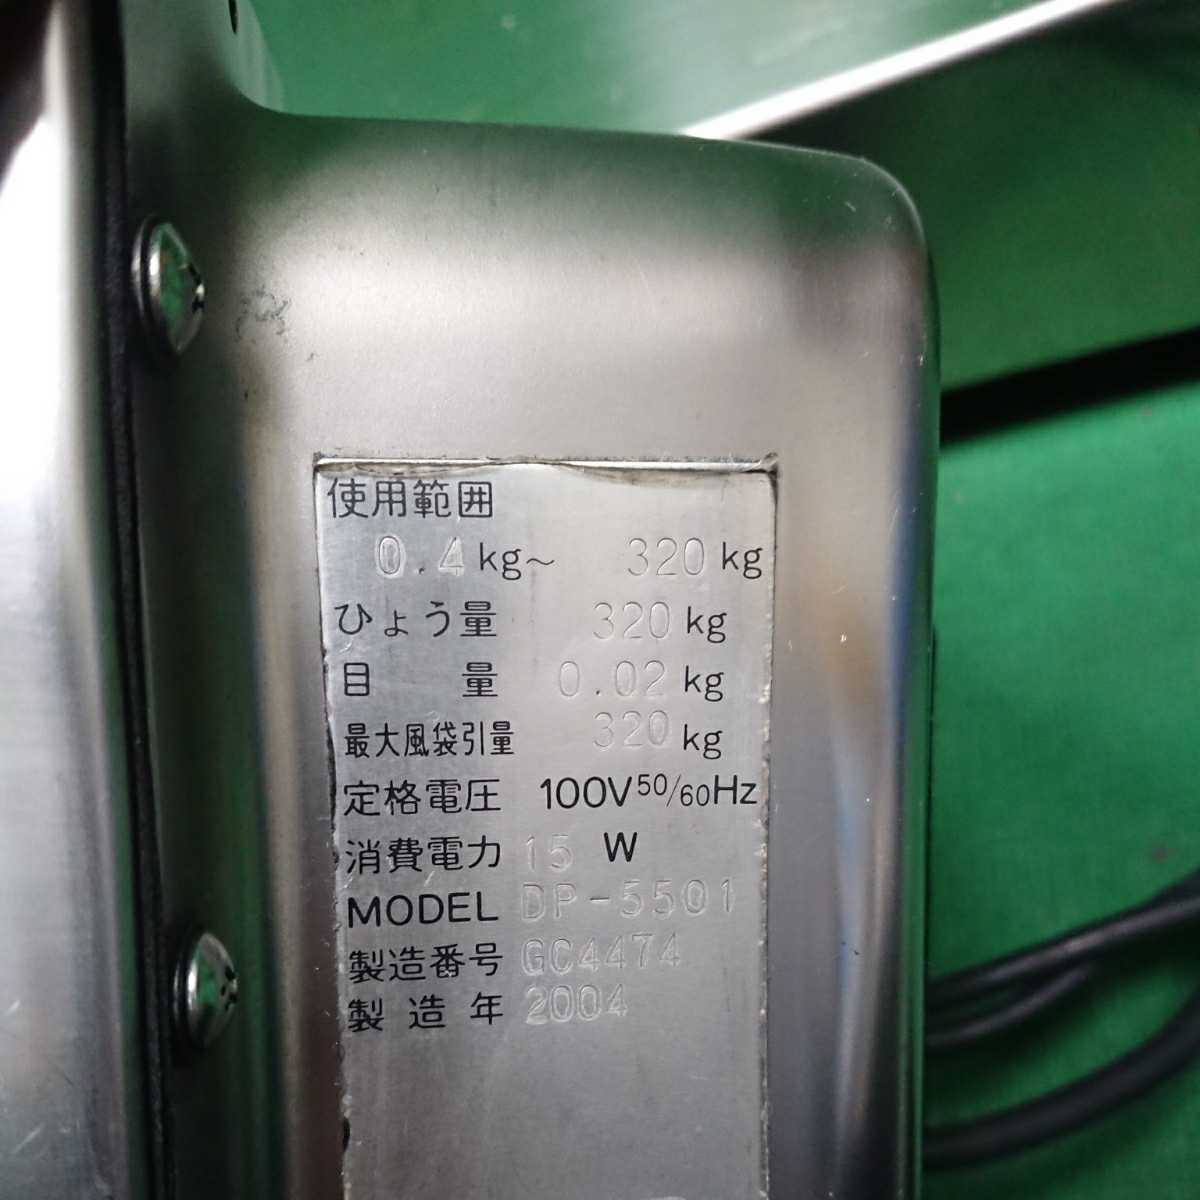 使用範囲
0.4kg～ 320kg
ひょう量 320kg
目 量 0.02kg
最大風袋引量 320kg
定格電圧 100V50/60Hz
消費電力 15 W
MODEL DP-5501
製造番号 GC4474
製造年 2004